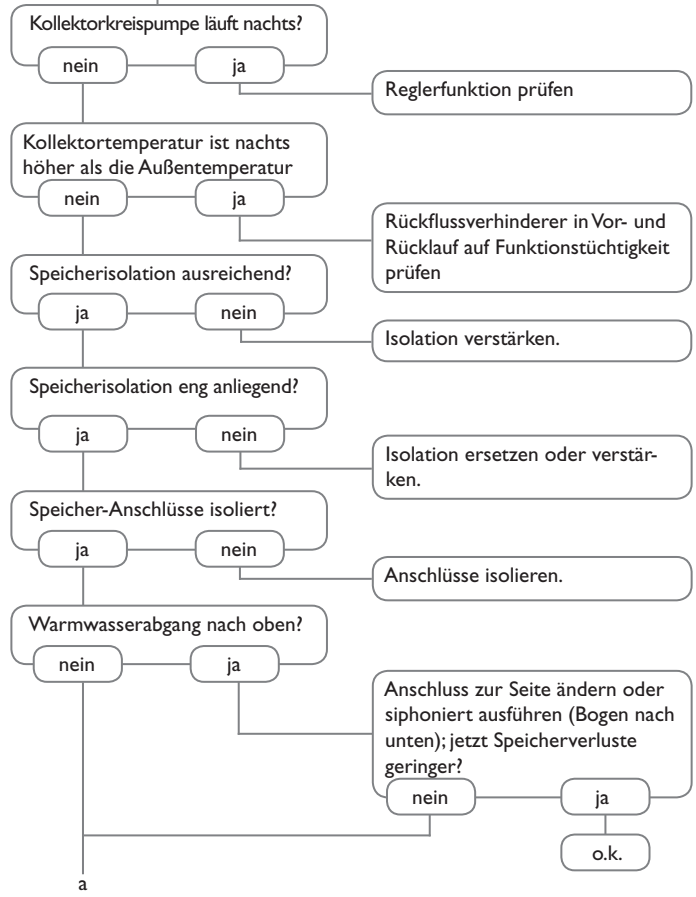 Kollektorkreispumpe läuft nachts?
nein ja
Reglerfunktion prüfen
Kollektortemperatur ist nachts
höher als die Außentemperatur
nein ja
Rückflussverhinderer in Vor- und
Rücklauf auf Funktionstüchtigkeit
prüfen
Speicherisolation ausreichend?
ja nein
Isolation verstärken.
Speicherisolation eng anliegend?
ja nein
Isolation ersetzen oder verstär-
ken.
Speicher-Anschlüsse isoliert?
ja nein
Anschlüsse isolieren.
Warmwasserabgang nach oben?
nein ja
Anschluss zur Seite ändern oder
siphoniert ausführen (Bogen nach
unten); jetzt Speicherverluste
geringer?
nein ja
o.k.
a